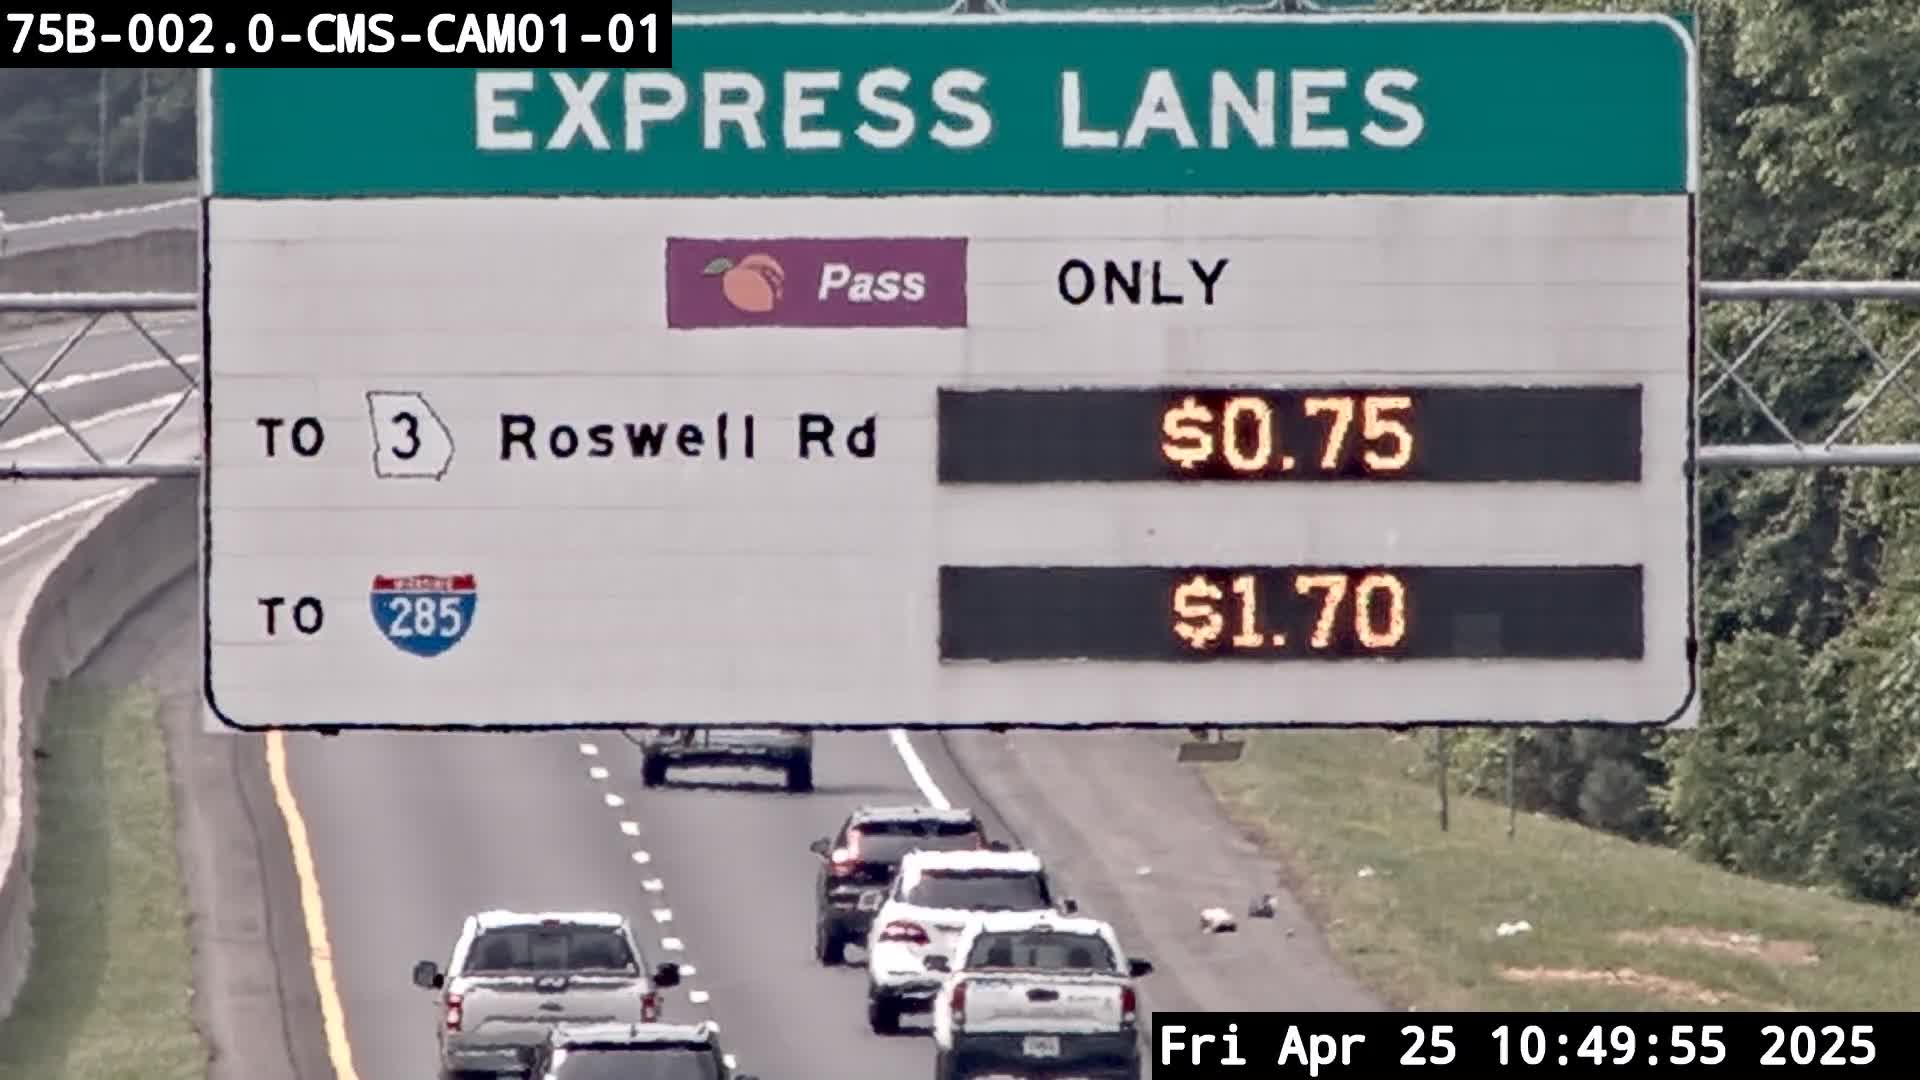 75B-002.0-CMS-CAM01-01
EXPRESS LANES
Pass ONLY
TO 3 Roswell Rd $0.75
TO 285 $1.70
Fri Apr 25 10:49:55 2025